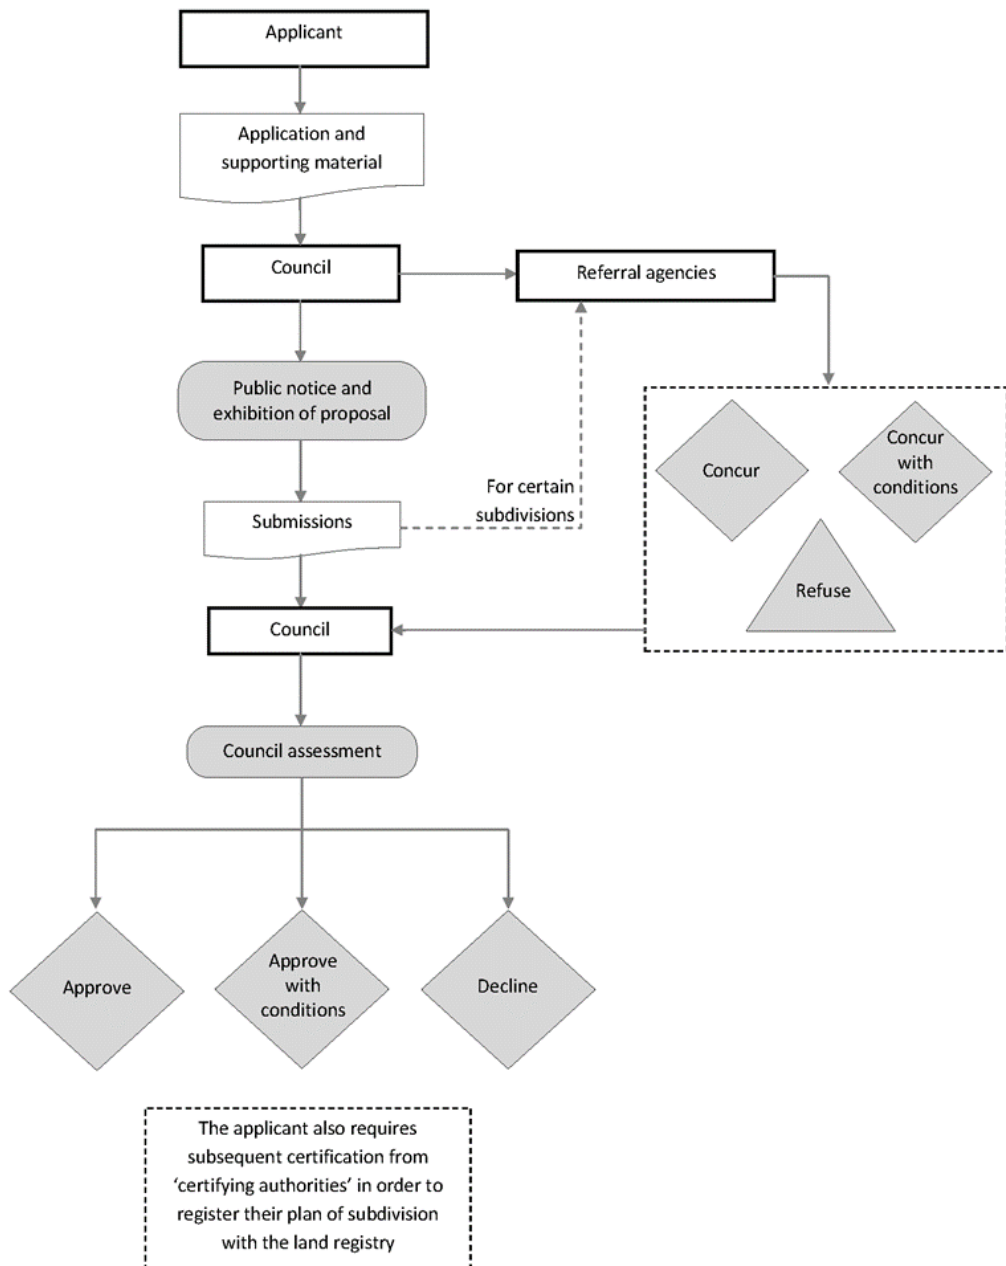 Applicant
Application and
supporting material
Council
Referral agencies
Public notice and
exhibition of proposal
Concur
Concur
with
conditions
For certain
subdivisions
Submissions
Refuse
Council
Council assessment
Approve
Approve
with
conditions
Decline
The applicant also requires
subsequent certification from
‘certifying authorities’ in order to
register their plan of subdivision
with the land registry